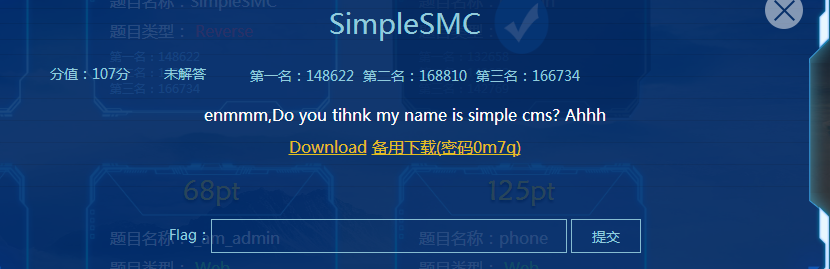 题目名称:SimpleSMC
SimpleSMC
题目类型: Reverse
第一名:148622
第三名:166734
分值:107分 未解答 第一名:148622 第二名:168810 第三名:166734
enmmm,Do you tihnk my name is simple cms? Ahhh
Download 备用下载(密码0m7q)
68pt 125pt
Flag : 提交
题目名称: _am_admin 题目名称:phone
题目类型: Web 题目类型: Web